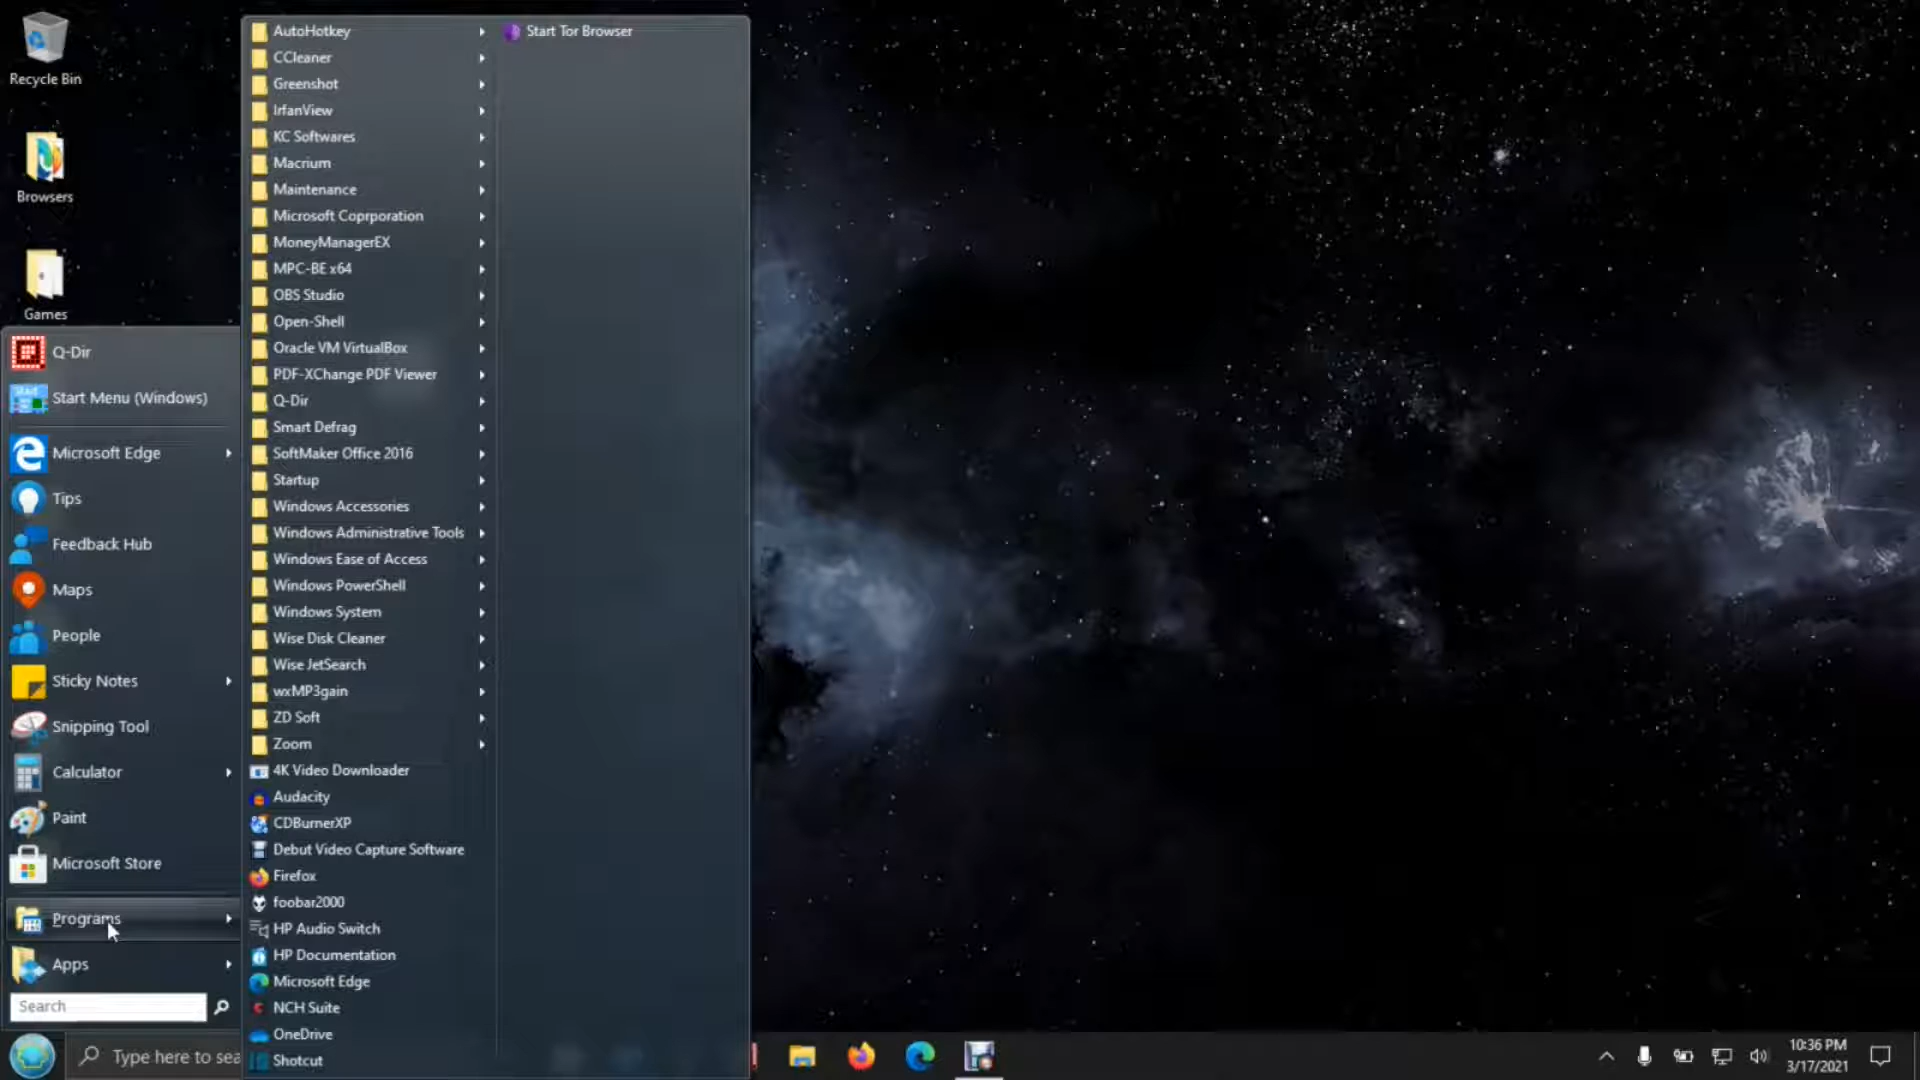 Recycle Bin
Browsers
Games
Q-Dir
Start Menu (Windows)
Microsoft Edge
Tips
Feedback Hub
Maps
People
Sticky Notes
Snipping Tool
Calculator
Paint
Microsoft Store
Programs
Apps
Search
Type here to sea
AutoHotkey
CCleaner
Greenshot
IrfanView
KC Softwares
Macrium
Maintenance
Microsoft Coprporation
MoneyManagerEX
MPC-BE x64
OBS Studio
Open-Shell
Oracle VM VirtualBox
PDF-XChange PDF Viewer
Q-Dir
Smart Defrag
SoftMaker Office 2016
Startup
Windows Accessories
Windows Administrative Tools
Windows Ease of Access
Windows PowerShell
Windows System
Wise Disk Cleaner
Wise JetSearch
wxMP3gain
ZD Soft
Zoom
4K Video Downloader
Audacity
CDBurnerXP
Debut Video Capture Software
Firefox
foobar2000
HP Audio Switch
HP Documentation
Microsoft Edge
NCH Suite
OneDrive
Shotcut
Start Tor Browser
10:36 PM
3/17/2021